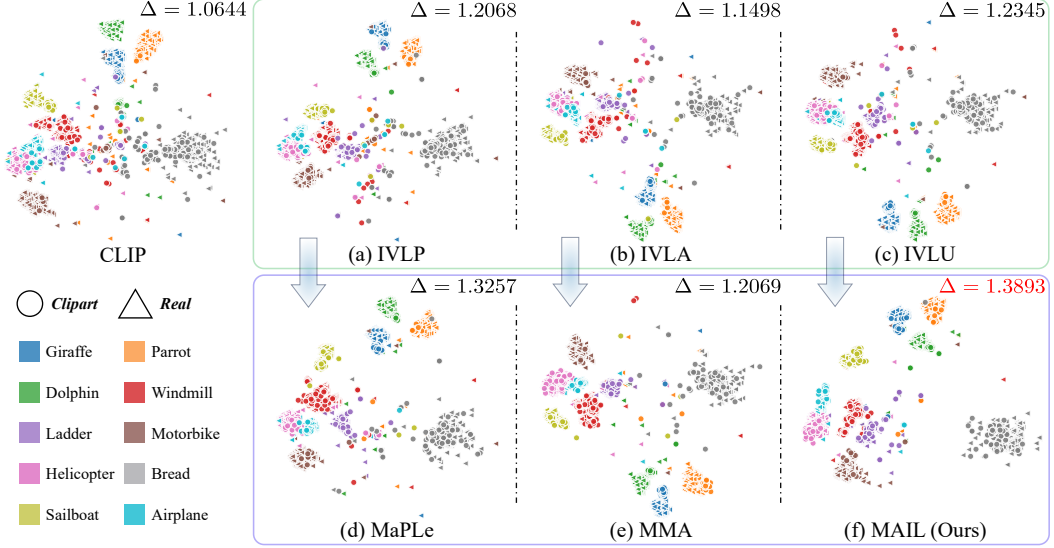 Δ = 1.0644
Δ = 1.2068
Δ = 1.1498
Δ = 1.2345
CLIP
(a) IVLP
(b) IVLA
(c) IVLU
Clipart
Real
Giraffe
Parrot
Dolphin
Windmill
Ladder
Motorbike
Helicopter
Bread
Sailboat
Airplane
Δ = 1.3257
Δ = 1.2069
Δ = 1.3893
(d) MaPLe
(e) MMA
(f) MAIL (Ours)